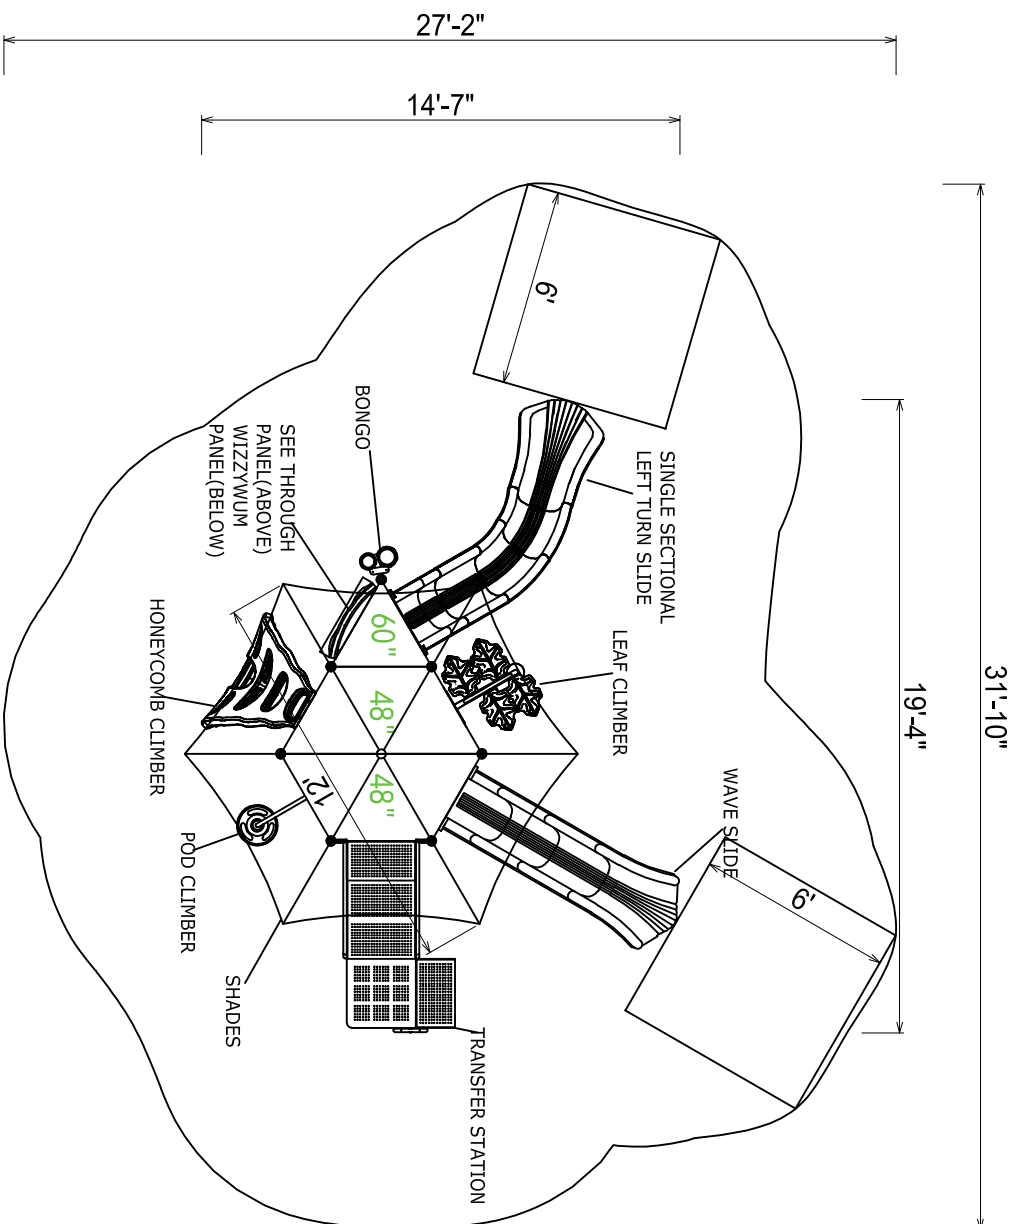 27'-2"
14'-7"
31'-10"
19'-4"
6'
BONGO
SEE THROUGH
PANEL(ABOVE)
WIZZYWUM
PANEL(BELOW)
SINGLE SECTIONAL
LEFT TURN SLIDE
LEAF CLIMBER
HONEYCOMB CLIMBER
60"
48"
48"
12'
WAVE SLIDE
6'
POD CLIMBER
SHADES
TRANSFER STATION